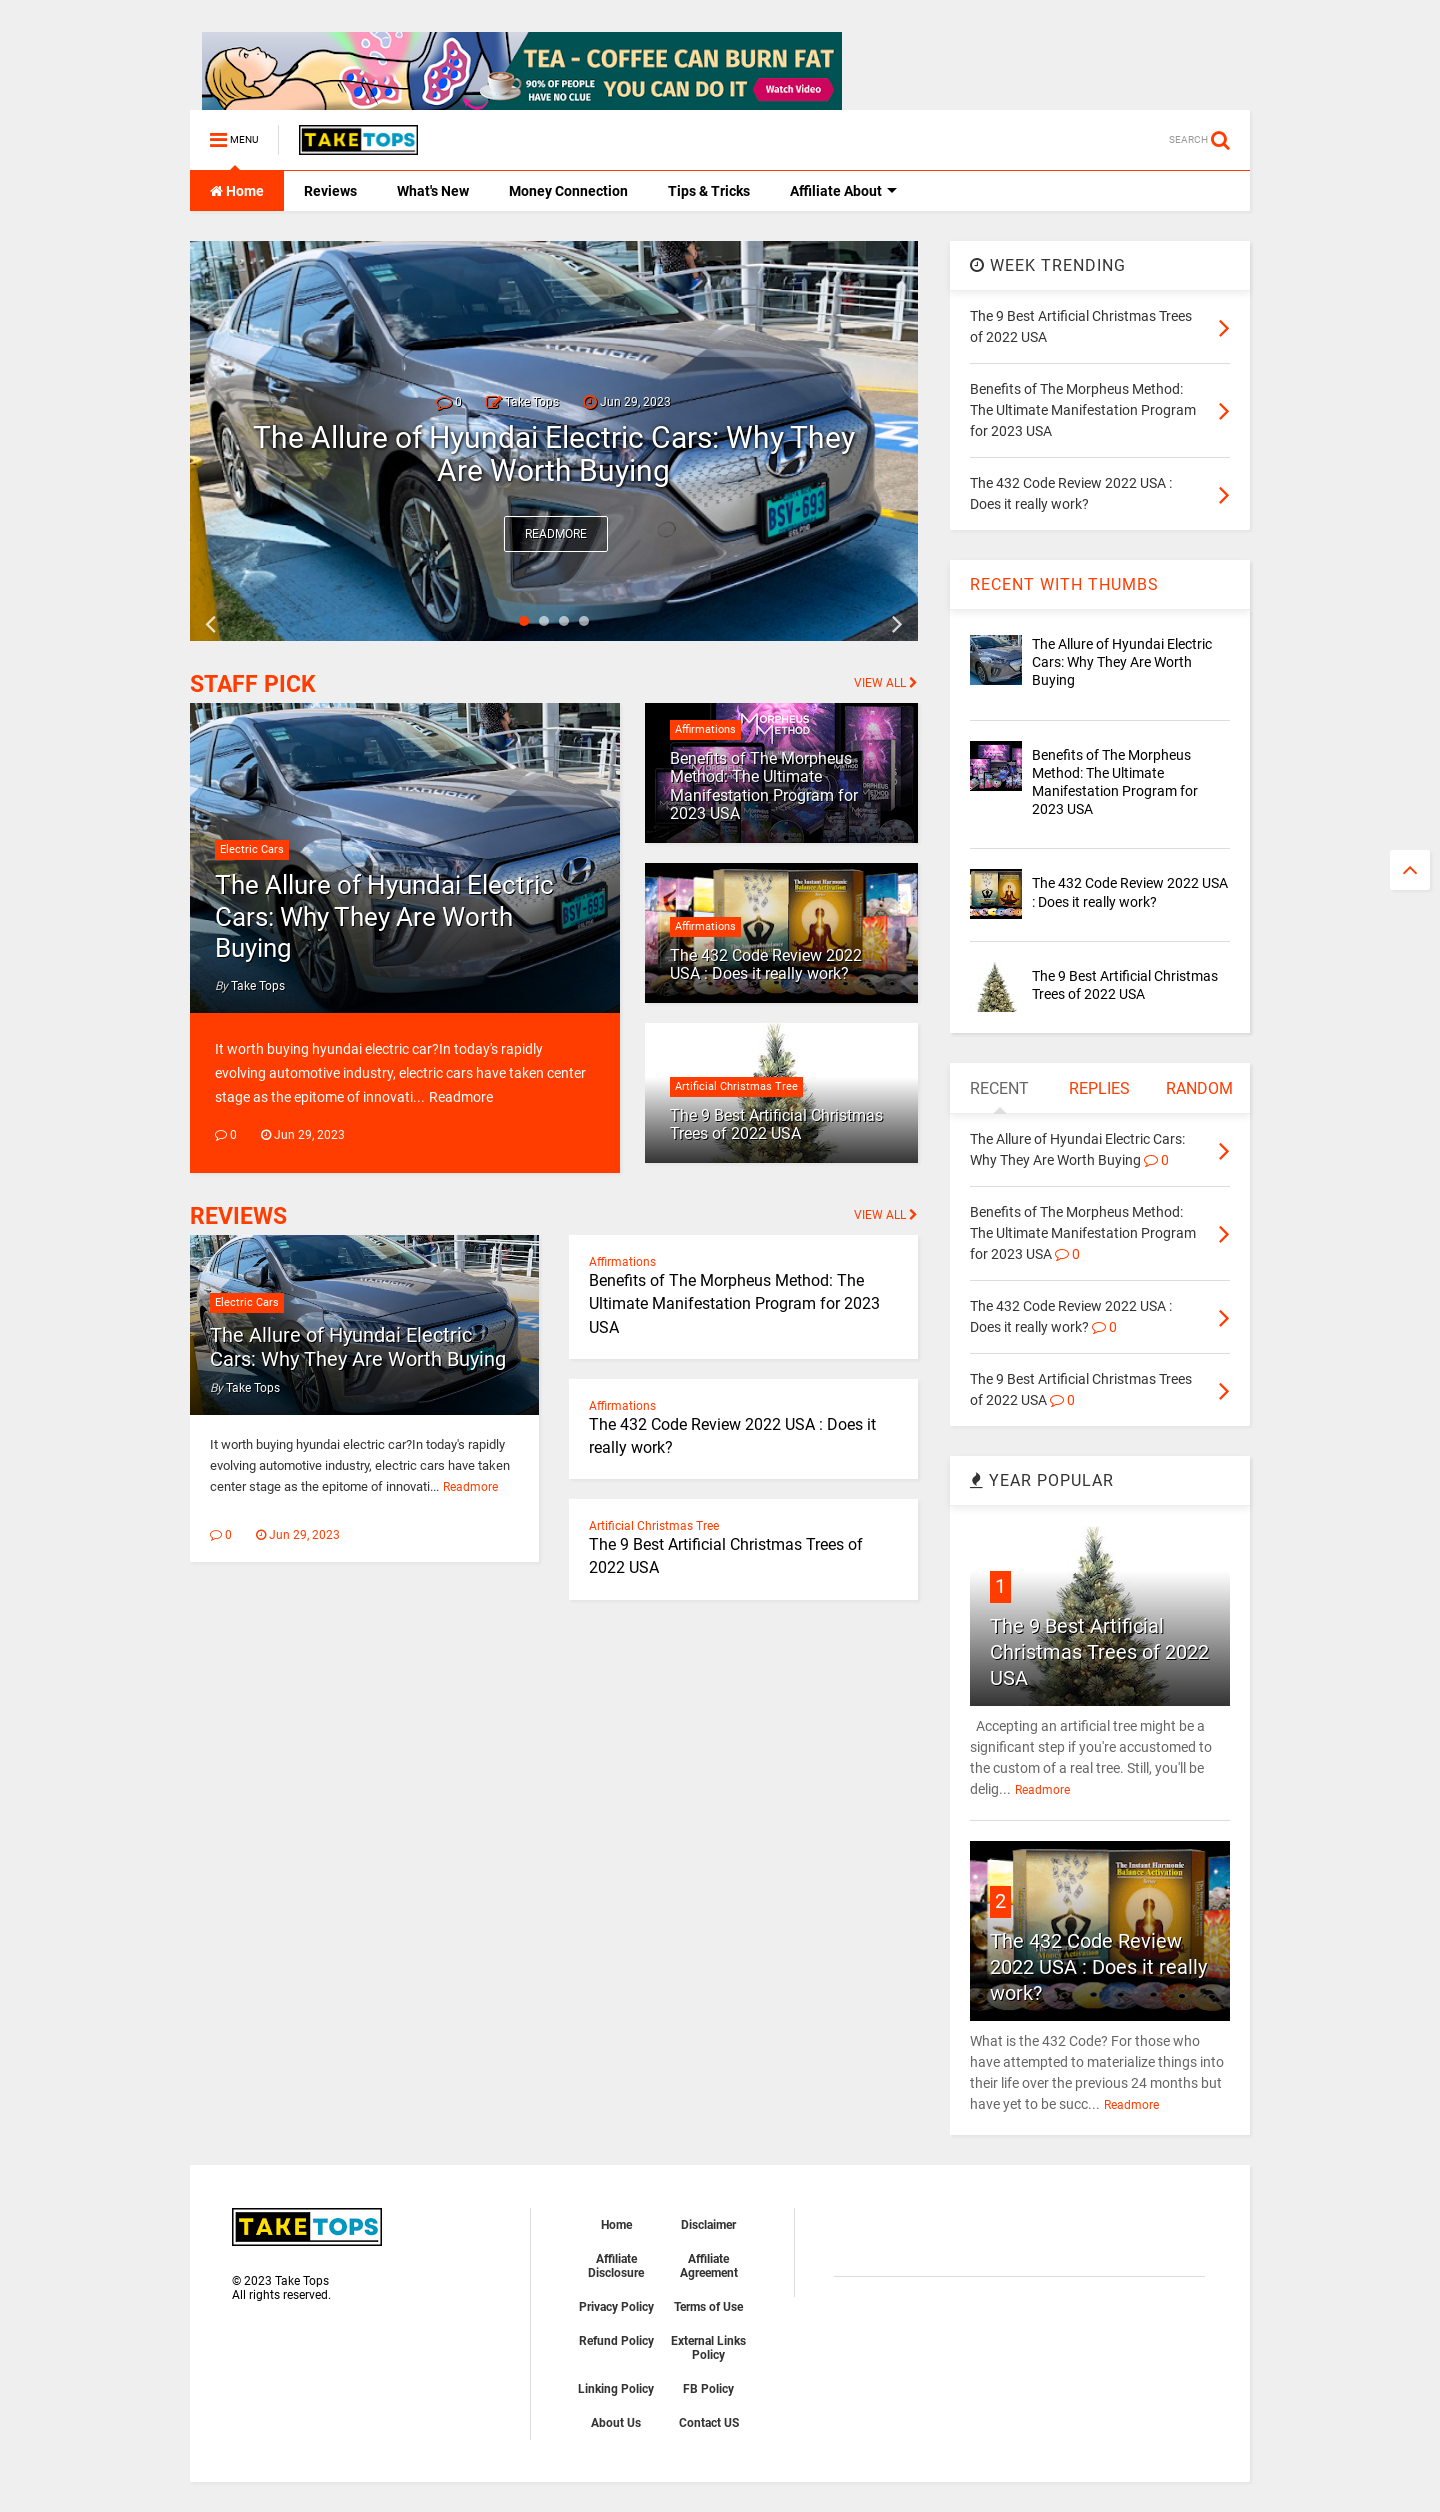 TEA - COFFEE CAN BURN FAT
90% OF PEOPLE
HAVE NO CLUE
YOU CAN DO IT
Watch Video
MENU
TAKETOPS
SEARCH
Home
Reviews
What's New
Money Connection
Tips & Tricks
Affiliate About
0
Take Tops
Jun 29, 2023
The Allure of Hyundai Electric Cars: Why They
Are Worth Buying
BSV-693
READMORE
STAFF PICK
VIEW ALL
Electric Cars
The Allure of Hyundai Electric
Cars: Why They Are Worth
Buying
By Take Tops
BSV-693
It worth buying hyundai electric car?In today's rapidly
evolving automotive industry, electric cars have taken center
stage as the epitome of innovati... Readmore
0
Jun 29, 2023
MORPHEUS
METHOD
Affirmations
Benefits of The Morpheus
Method: The Ultimate
Manifestation Program for
2023 USA
The Instant Harmonic
Balance Activation
Affirmations
The 432 Code Review 2022
USA : Does it really work?
Artificial Christmas Tree
The 9 Best Artificial Christmas
Trees of 2022 USA
REVIEWS
VIEW ALL
Electric Cars
The Allure of Hyundai Electric
Cars: Why They Are Worth Buying
By Take Tops
It worth buying hyundai electric car?In today's rapidly
evolving automotive industry, electric cars have taken
center stage as the epitome of innovati... Readmore
0
Jun 29, 2023
Affirmations
Benefits of The Morpheus Method: The
Ultimate Manifestation Program for 2023
USA
Affirmations
The 432 Code Review 2022 USA : Does it
really work?
Artificial Christmas Tree
The 9 Best Artificial Christmas Trees of
2022 USA
WEEK TRENDING
The 9 Best Artificial Christmas Trees
of 2022 USA
Benefits of The Morpheus Method:
The Ultimate Manifestation Program
for 2023 USA
The 432 Code Review 2022 USA :
Does it really work?
RECENT WITH THUMBS
The Allure of Hyundai Electric
Cars: Why They Are Worth
Buying
Benefits of The Morpheus
Method: The Ultimate
Manifestation Program for
2023 USA
The 432 Code Review 2022 USA
: Does it really work?
The 9 Best Artificial Christmas
Trees of 2022 USA
RECENT
REPLIES
RANDOM
The Allure of Hyundai Electric Cars:
Why They Are Worth Buying 0
Benefits of The Morpheus Method:
The Ultimate Manifestation Program
for 2023 USA 0
The 432 Code Review 2022 USA :
Does it really work? 0
The 9 Best Artificial Christmas Trees
of 2022 USA 0
YEAR POPULAR
1
The 9 Best Artificial
Christmas Trees of 2022
USA
Accepting an artificial tree might be a
significant step if you're accustomed to
the custom of a real tree. Still, you'll be
delig... Readmore
The Instant Harmonic
Balance Activation
2
The 432 Code Review
2022 USA : Does it really
work?
What is the 432 Code? For those who
have attempted to materialize things into
their life over the previous 24 months but
have yet to be succ... Readmore
TAKETOPS
© 2023 Take Tops
All rights reserved.
Home
Disclaimer
Affiliate
Disclosure
Affiliate
Agreement
Privacy Policy
Terms of Use
Refund Policy
External Links
Policy
Linking Policy
FB Policy
About Us
Contact US